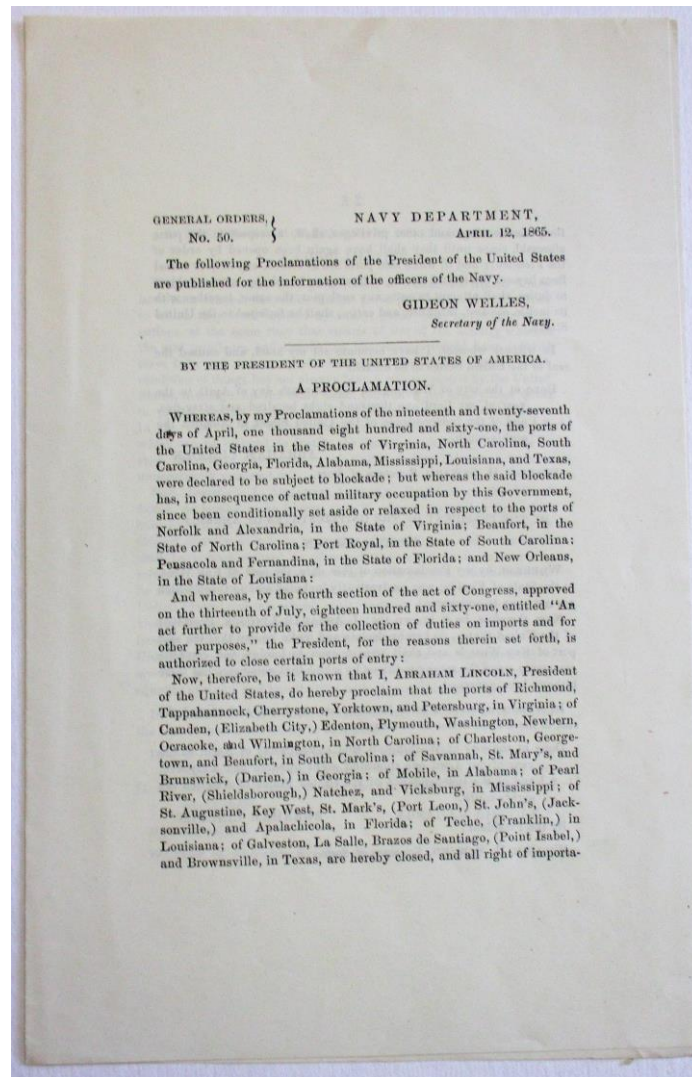 GENERAL ORDERS, }
No. 50.
NAVY DEPARTMENT,
APRIL 12, 1865.
The following Proclamations of the President of the United States
are published for the information of the officers of the Navy.
GIDEON WELLES,
Secretary of the Navy.
BY THE PRESIDENT OF THE UNITED STATES OF AMERICA.
A PROCLAMATION.
WHEREAS, by my Proclamations of the nineteenth and twenty-seventh
days of April, one thousand eight hundred and sixty-one, the ports of
the United States in the States of Virginia, North Carolina, South
Carolina, Georgia, Florida, Alabama, Mississippi, Louisiana, and Texas,
were declared to be subject to blockade; but whereas the said blockade
has, in consequence of actual military occupation by this Government,
since been conditionally set aside or relaxed in respect to the ports of
Norfolk and Alexandria, in the State of Virginia; Beaufort, in the
State of North Carolina; Port Royal, in the State of South Carolina;
Pensacola and Fernandina, in the State of Florida; and New Orleans,
in the State of Louisiana:
And whereas, by the fourth section of the act of Congress, approved
on the thirteenth of July, eighteen hundred and sixty-one, entitled "An
act further to provide for the collection of duties on imports and for
other purposes," the President, for the reasons therein set forth, is
authorized to close certain ports of entry:
Now, therefore, be it known that I, ABRAHAM LINCOLN, President
of the United States, do hereby proclaim that the ports of Richmond,
Tappahannock, Cherrystone, Yorktown, and Petersburg, in Virginia; of
Camden, (Elizabeth City,) Edenton, Plymouth, Washington, Newbern,
Ocracoke, and Wilmington, in North Carolina; of Charleston, George-
town, and Beaufort, in South Carolina; of Savannah, St. Mary's, and
Brunswick, (Darien,) in Georgia; of Mobile, in Alabama; of Pearl
River, (Shieldsborough,) Natchez, and Vicksburg, in Mississippi; of
St. Augustine, Key West, St. Mark's, (Port Leon,) St. John's, (Jack-
sonville,) and Apalachicola, in Florida; of Teche, (Franklin,) in
Louisiana; of Galveston, La Salle, Brazos de Santiago, (Point Isabel,)
and Brownsville, in Texas, are hereby closed, and all right of importa-